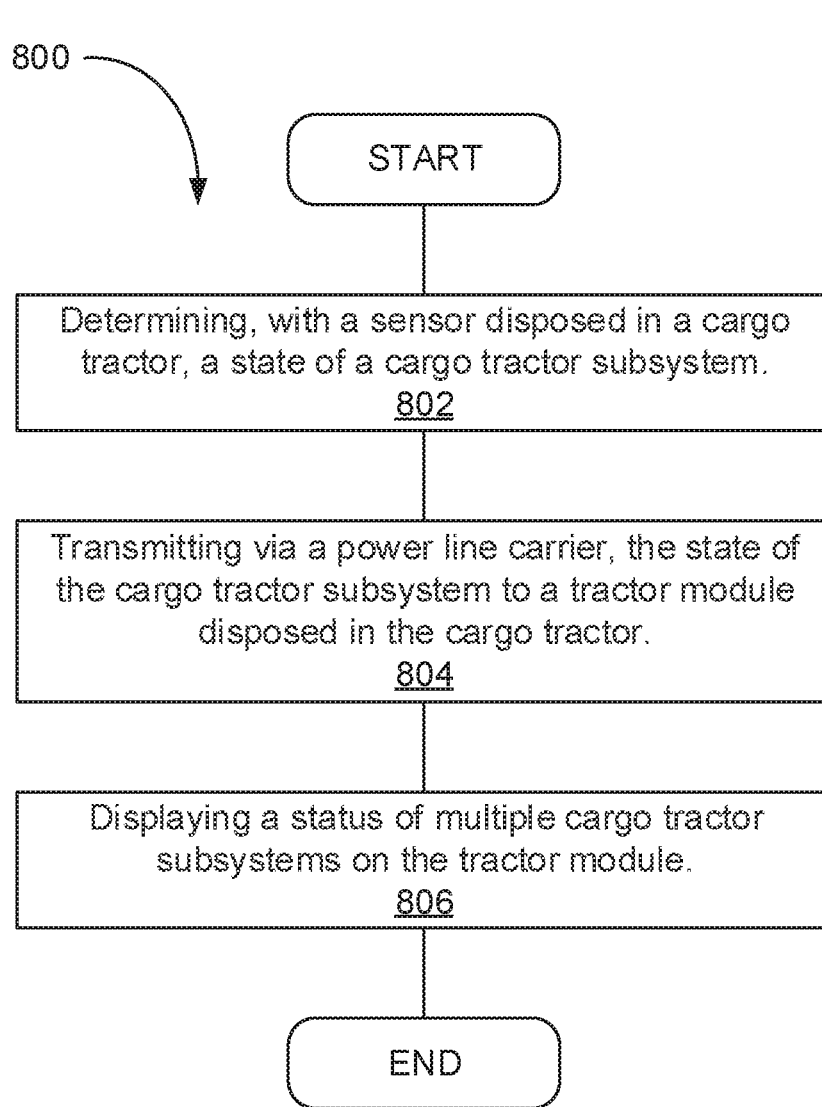 800
START
Determining, with a sensor disposed in a cargo
tractor, a state of a cargo tractor subsystem.
802
Transmitting via a power line carrier, the state of
the cargo tractor subsystem to a tractor module
disposed in the cargo tractor.
804
Displaying a status of multiple cargo tractor
subsystems on the tractor module.
806
END